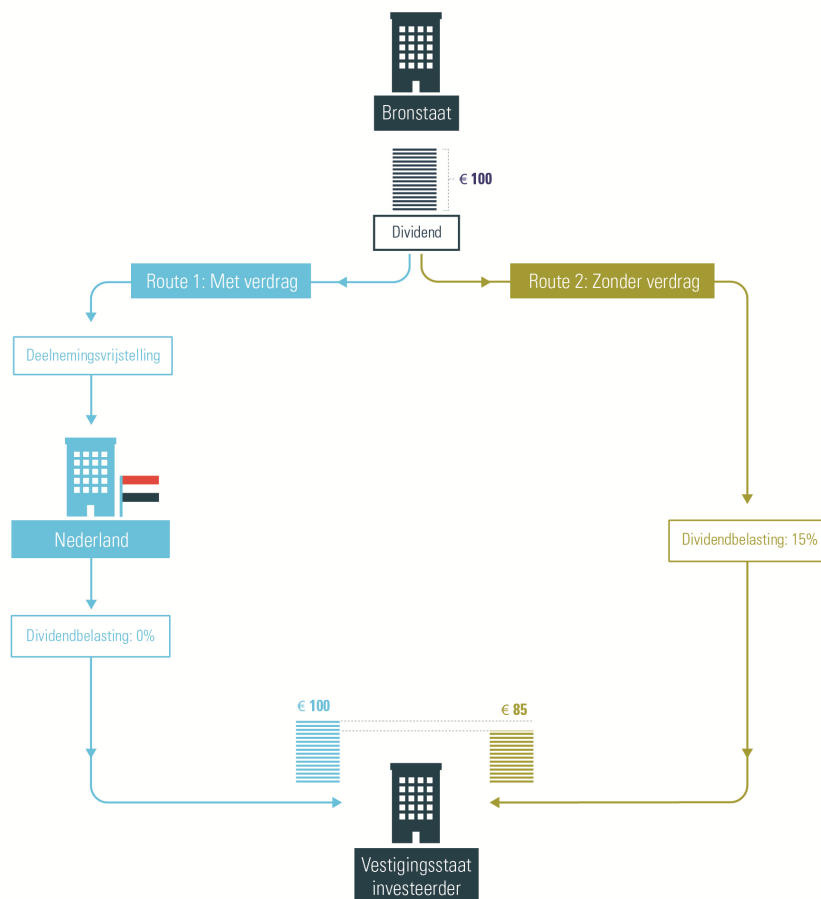 Bronstaat
€ 100
Dividend
Route 1: Met verdrag
Route 2: Zonder verdrag
Deelnemingsvrijstelling
Nederland
Dividendbelasting: 15%
Dividendbelasting: 0%
€ 100
€ 85
Vestigingsstaat
investeerder